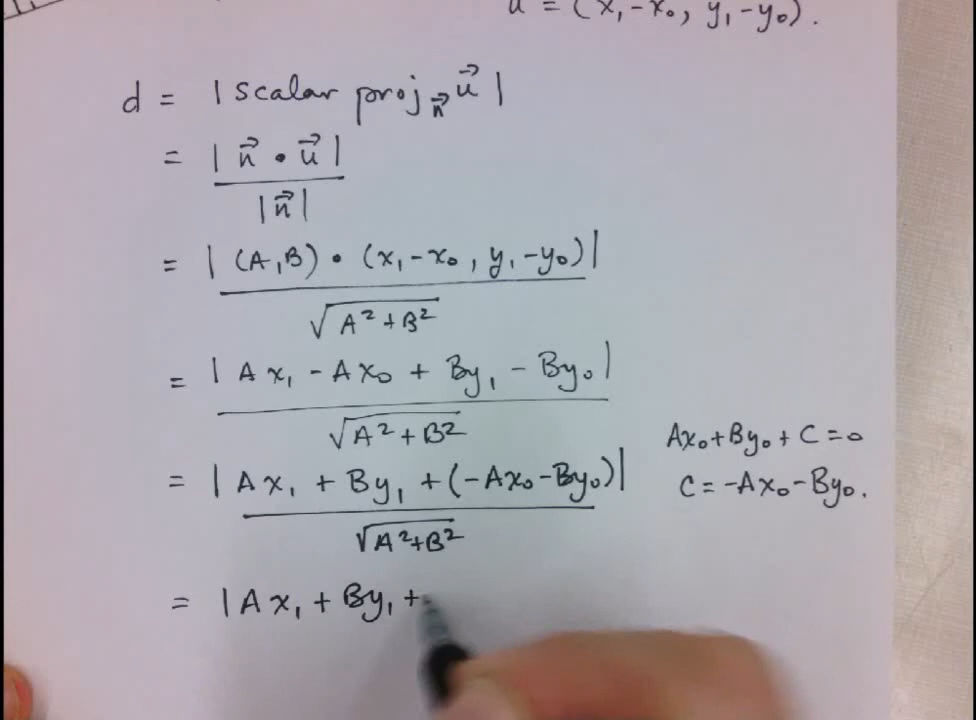 u = (x₁-x₀, y₁-y₀).
d = |scalar proj_n⃗ u⃗|
= |n⃗ • u⃗|
|n⃗|
= |(A,B) • (x₁-x₀, y₁-y₀)|
√A²+B²
= |Ax₁ - Ax₀ + By₁ - By₀|
√A²+B²
= |Ax₁ + By₁ + (-Ax₀-By₀)|
√A²+B²
= |Ax₁ + By₁ +
Ax₀+By₀+C=0
C=-Ax₀-By₀.